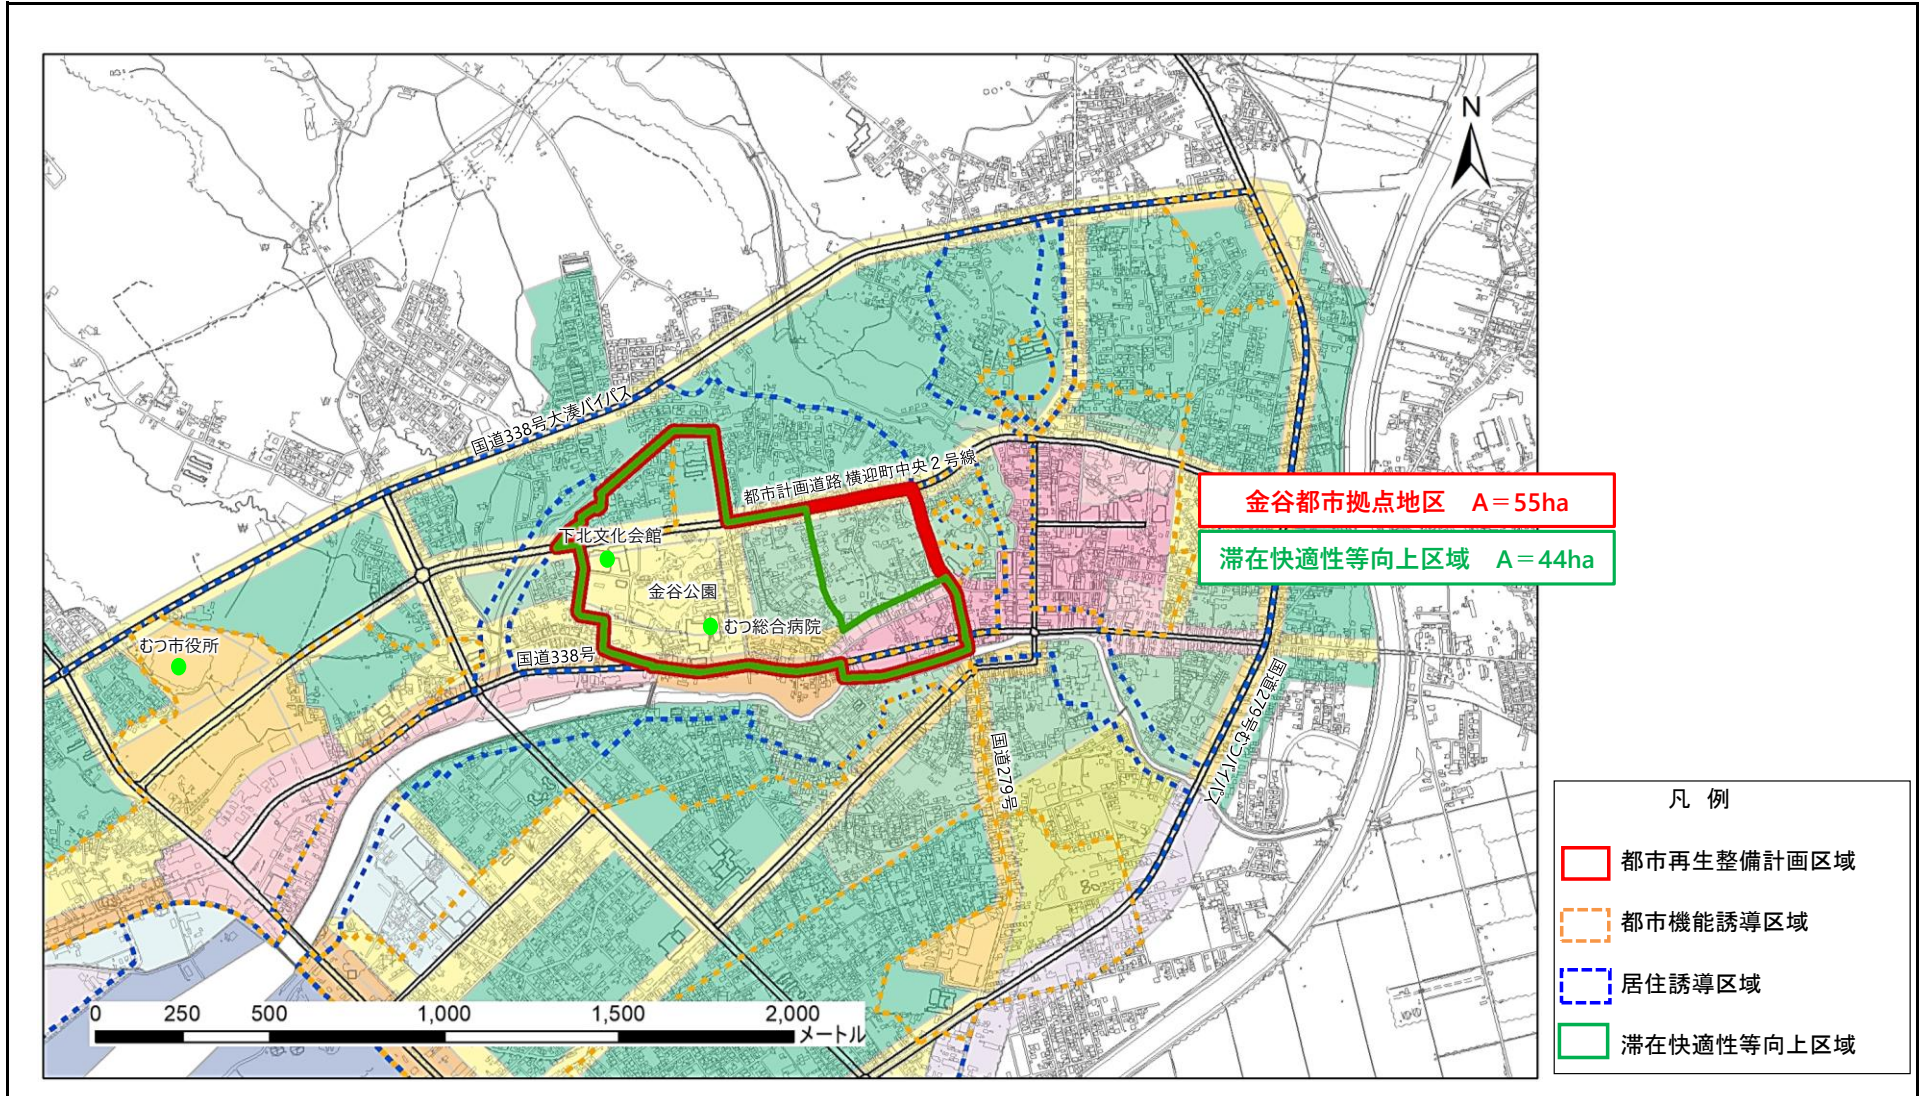 N
国道338号大湊バイパス
都市計画道路 横迎町中央２号線
金谷都市拠点地区 A＝55ha
滞在快適性等向上区域 A＝44ha
下北文化会館
金谷公園
むつ総合病院
むつ市役所
国道338号
国道279号
国道279号むつバイパス
凡 例
都市再生整備計画区域
都市機能誘導区域
居住誘導区域
滞在快適性等向上区域
0 250 500 1,000 1,500 2,000
メートル